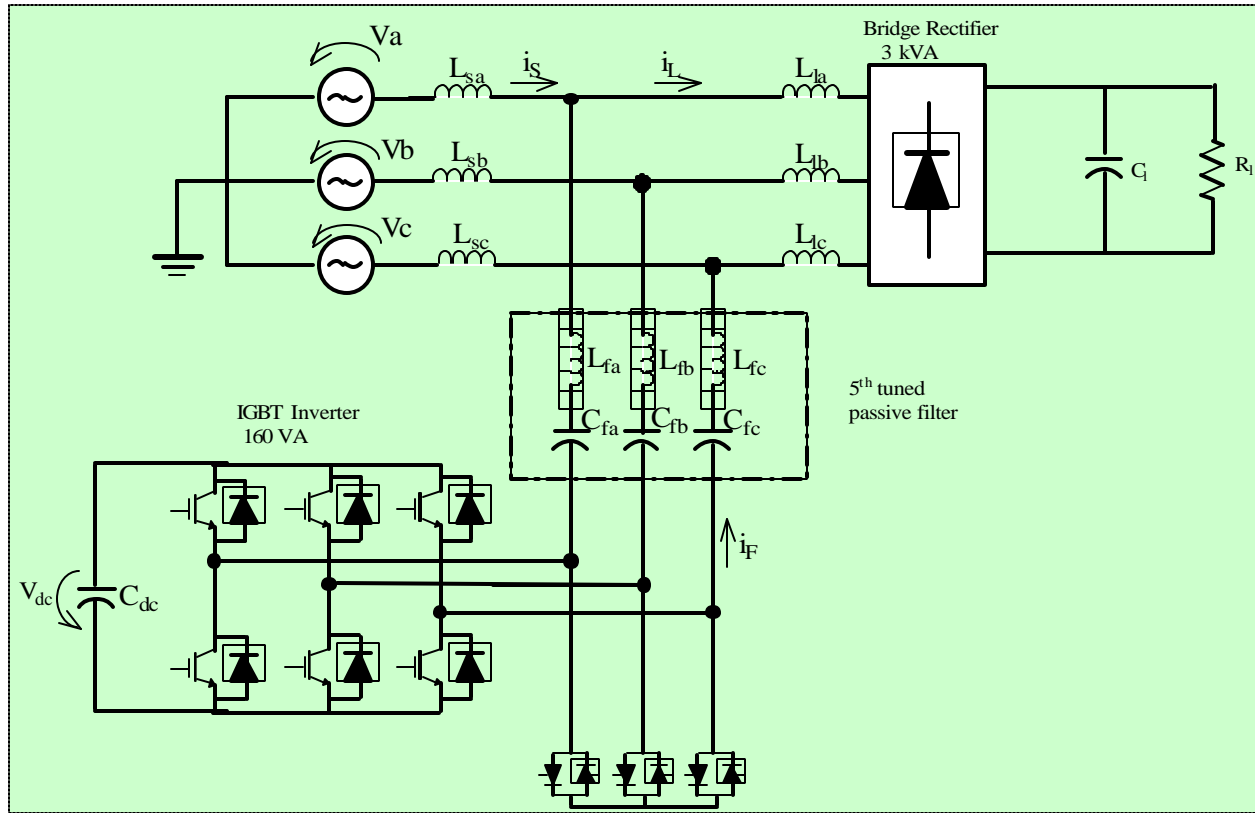 Va
Bridge Rectifier
3 kVA
Lsa
iS
iL
Lla
Vb
Lsb
Llb
Cl
Rl
Vc
Lsc
Llc
Lfa
Lfb
Lfc
5th tuned
passive filter
IGBT Inverter
160 VA
Cfa
Cfb
Cfc
iF
Vdc
Cdc